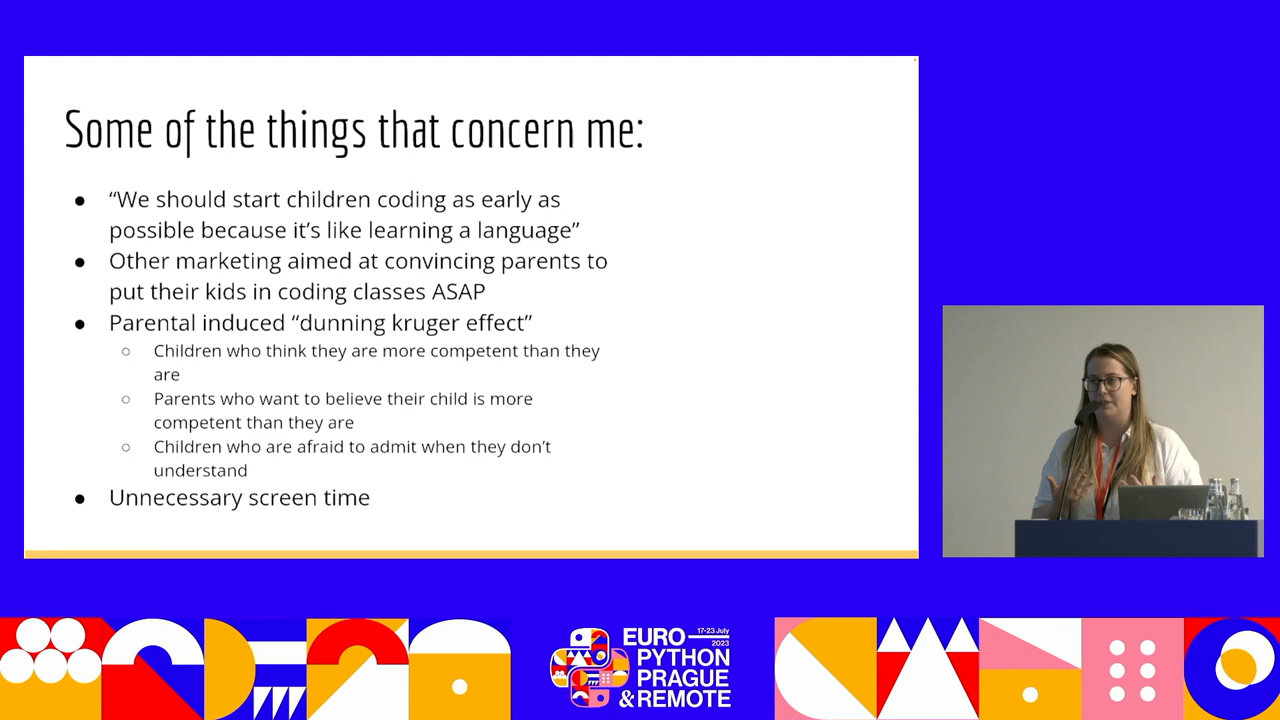 Some of the things that concern me:
● “We should start children coding as early as
possible because it’s like learning a language”
● Other marketing aimed at convincing parents to
put their kids in coding classes ASAP
● Parental induced “dunning kruger effect”
○ Children who think they are more competent than they
are
○ Parents who want to believe their child is more
competent than they are
○ Children who are afraid to admit when they don’t
understand
● Unnecessary screen time
EURO
17-23 July
2023
PYTHON
PRAGUE
& REMOTE